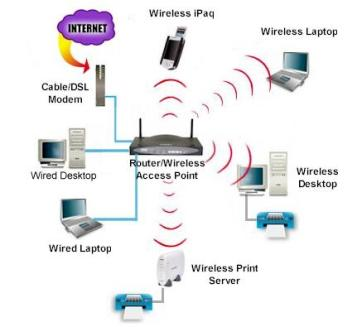 Wireless iPaq
INTERNET
Wireless Laptop
Cable/DSL
Modem
Router/Wireless
Access Point
Wired Desktop
Wireless
Desktop
Wired Laptop
Wireless Print
Server